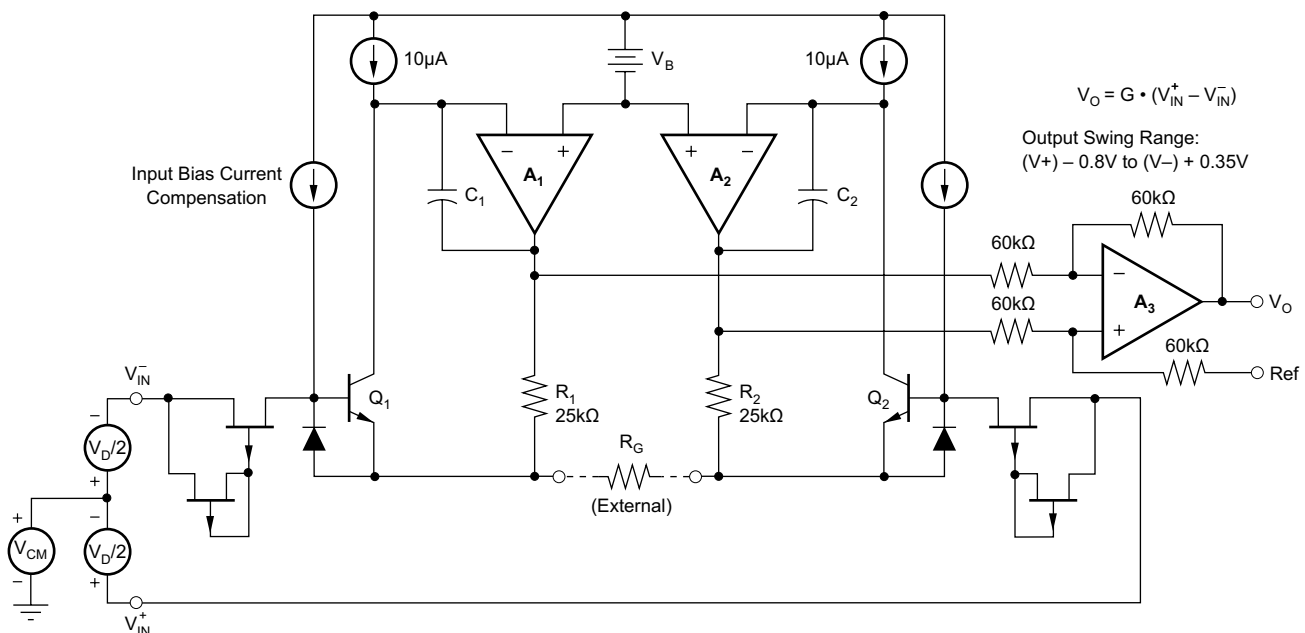 10µA
V_B
10µA
V_O = G • (V_IN^+ – V_IN^–)
Output Swing Range:
(V+) – 0.8V to (V–) + 0.35V
Input Bias Current
Compensation
C_1
–
+
A_1
+
–
A_2
C_2
60kΩ
60kΩ
–
A_3
+
V_O
60kΩ
60kΩ
Ref
V_IN^–
Q_1
R_1
25kΩ
R_2
25kΩ
Q_2
–
V_D/2
+
R_G
(External)
+
V_CM
–
–
V_D/2
+
V_IN^+